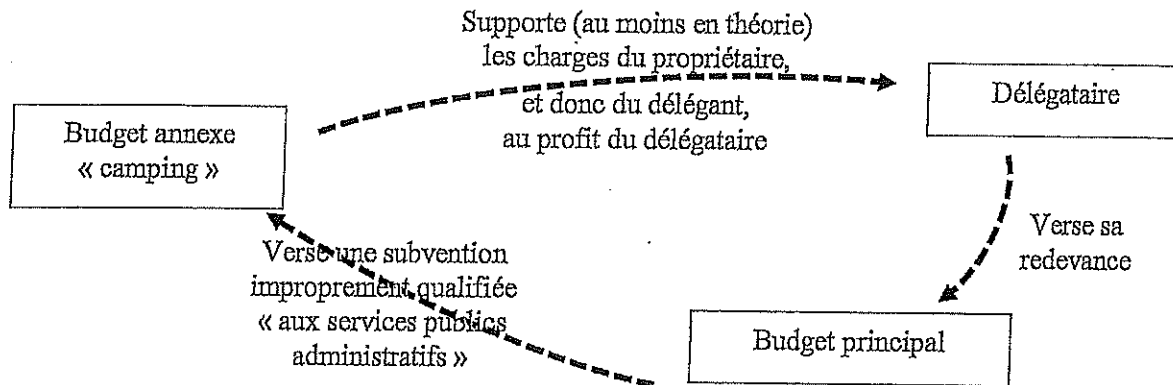 Supporte (au moins en théorie)
les charges du propriétaire,
et donc du délégant,
au profit du délégataire
Délégataire
Budget annexe
« camping »
Verse sa
redevance
Verse une subvention
improprement qualifiée
« aux services publics
administratifs »
Budget principal